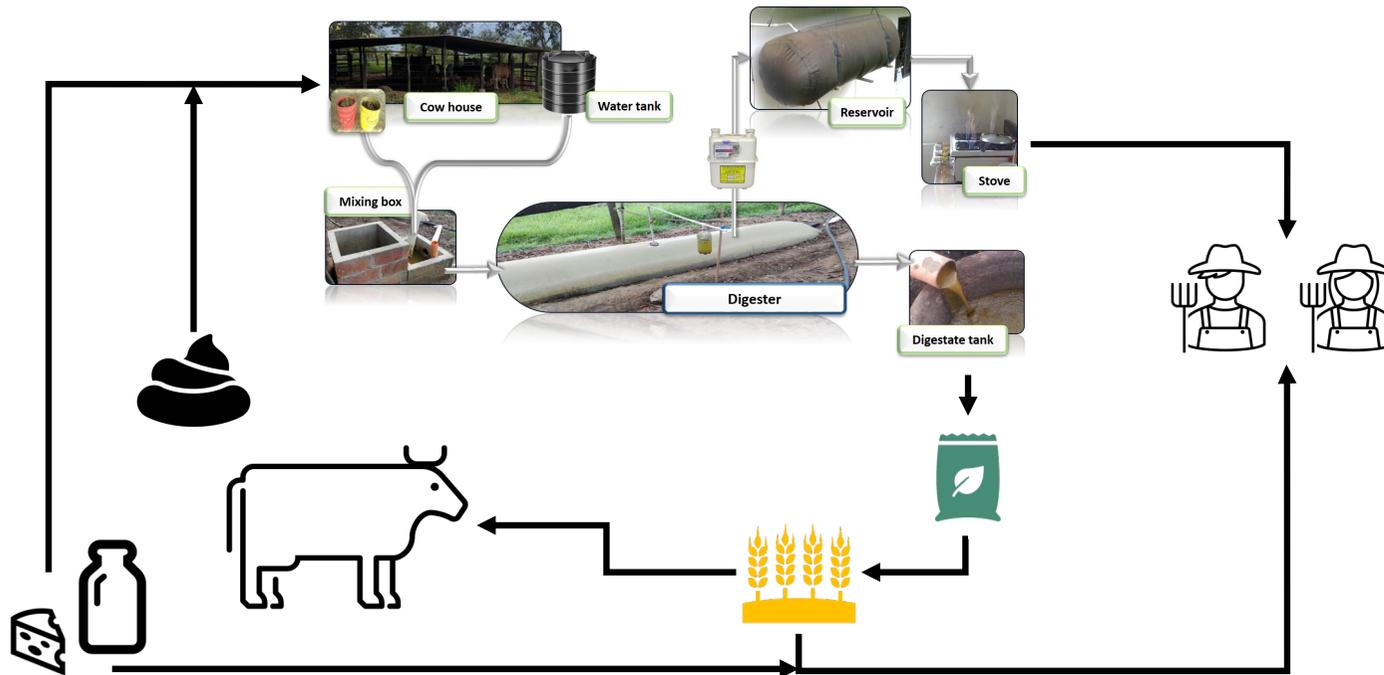 Cow house
Water tank
Reservoir
Stove
Mixing box
Digester
Digestate tank